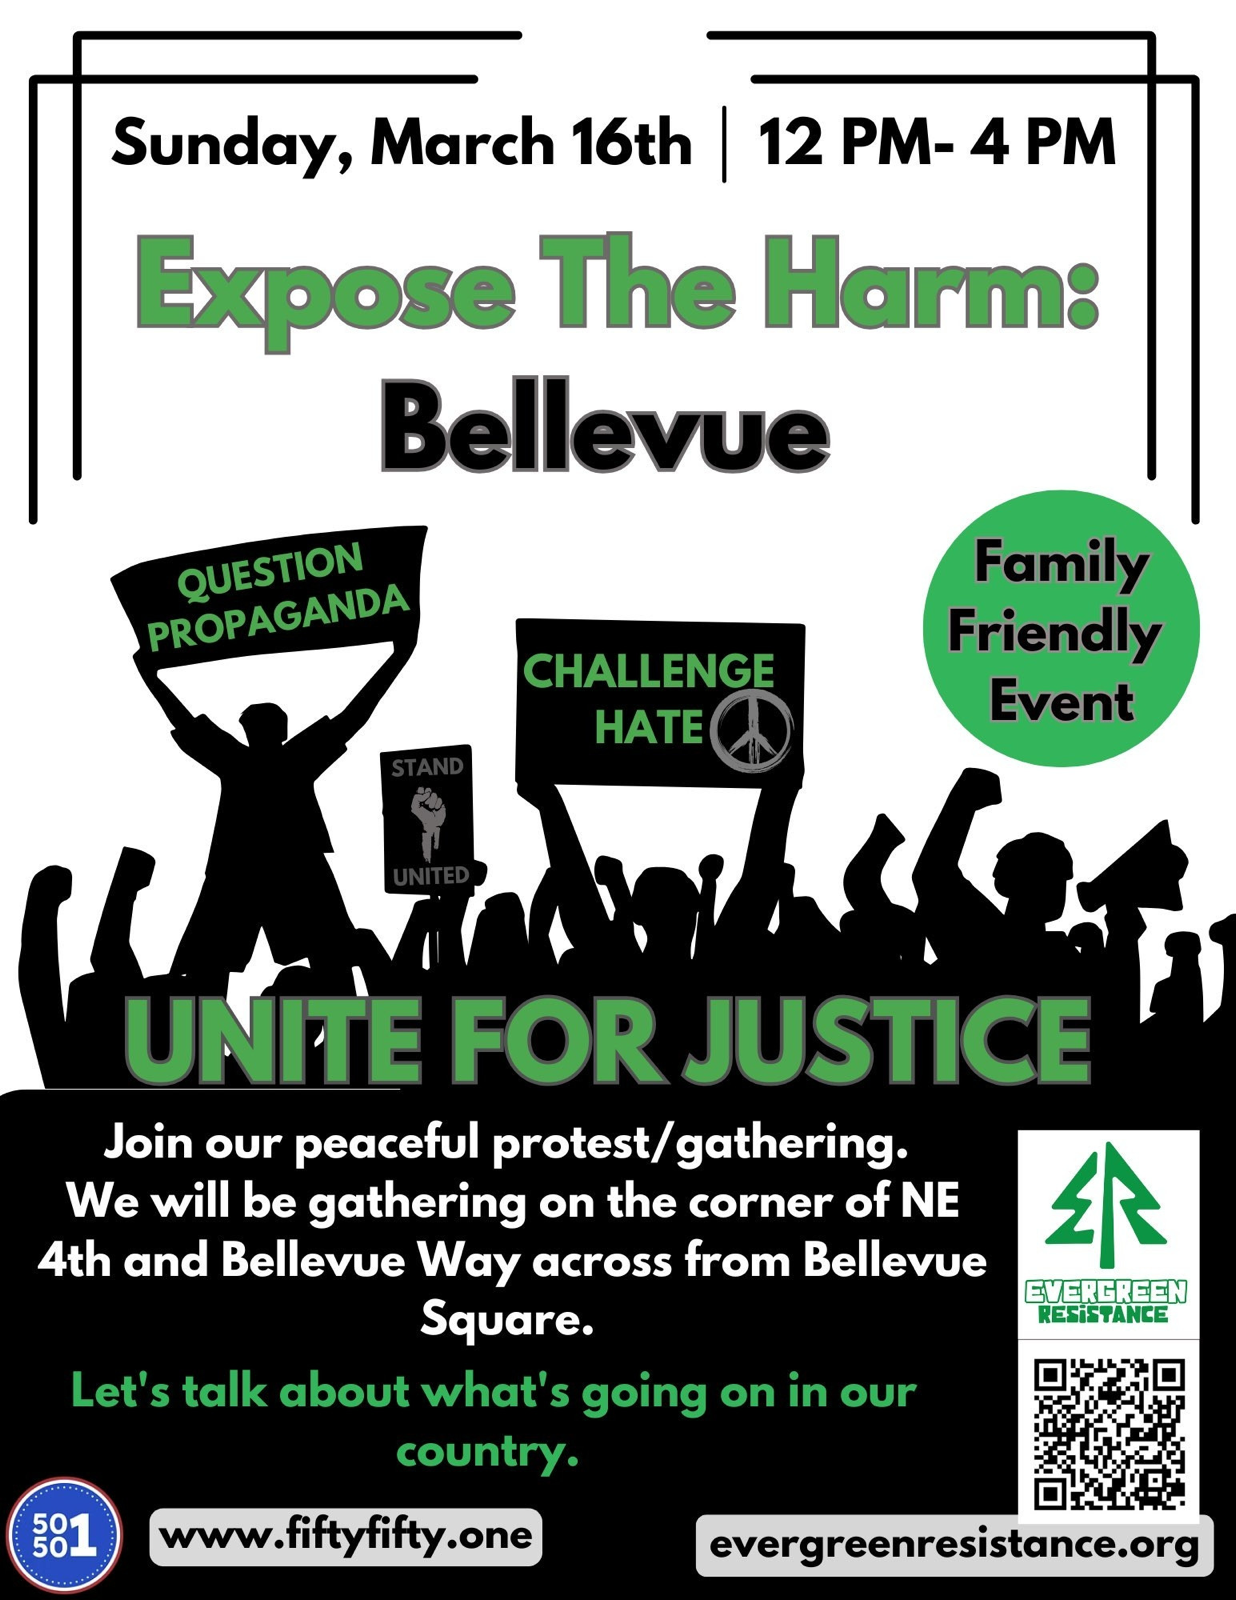 Sunday, March 16th | 12 PM- 4 PM
Expose The Harm:
Bellevue
Family
Friendly
Event
QUESTION
PROPAGANDA
CHALLENGE
HATE
STAND
UNITED
UNITE FOR JUSTICE
Join our peaceful protest/gathering.
We will be gathering on the corner of NE
4th and Bellevue Way across from Bellevue
Square.
Let's talk about what's going on in our
country.
ER
EVERGREEN
RESiSTANCE
50
50
1
www.fiftyfifty.one
evergreenresistance.org